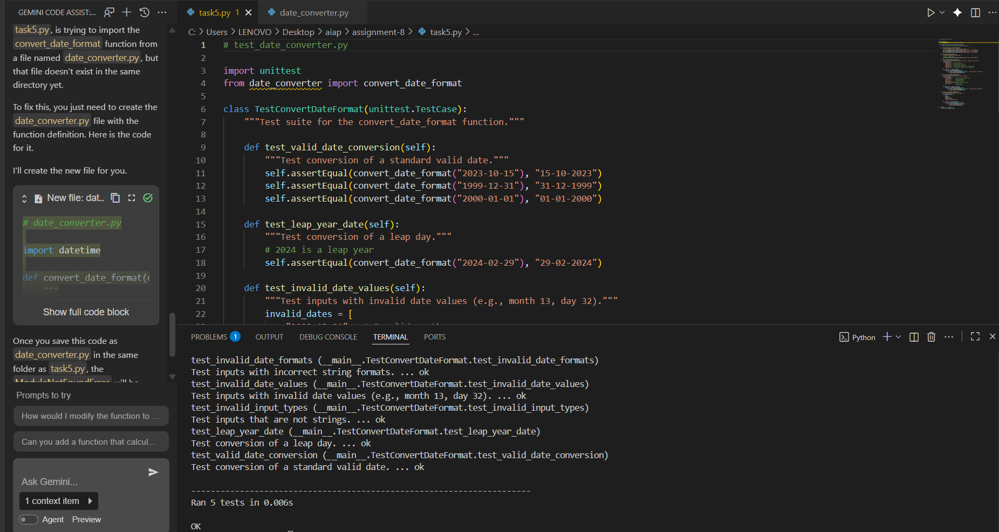 GEMINI CODE ASSIST:...
task5.py, is trying to import the
convert_date_format function from
a file named date_converter.py, but
that file doesn't exist in the same
directory yet.
To fix this, you just need to create the
date_converter.py file with the
function definition. Here is the code
for it.
I'll create the new file for you.
New file: dat...
# date_converter.py
import datetime
def convert_date_format(
"""
Show full code block
Once you save this code as
date_converter.py in the same
folder as task5.py, the
ModuleNotFoundError will be
Prompts to try
How would I modify the function to ...
Can you add a function that calcul...
Ask Gemini...
1 context item
Agent Preview
task5.py 1
date_converter.py
C: > Users > LENOVO > Desktop > aiap > assignment-8 > task5.py > ...
1 # test_date_converter.py
2
3 import unittest
4 from date_converter import convert_date_format
5
6 class TestConvertDateFormat(unittest.TestCase):
7 """Test suite for the convert_date_format function."""
8
9 def test_valid_date_conversion(self):
10 """Test conversion of a standard valid date."""
11 self.assertEqual(convert_date_format("2023-10-15"), "15-10-2023")
12 self.assertEqual(convert_date_format("1999-12-31"), "31-12-1999")
13 self.assertEqual(convert_date_format("2000-01-01"), "01-01-2000")
14
15 def test_leap_year_date(self):
16 """Test conversion of a leap day."""
17 # 2024 is a leap year
18 self.assertEqual(convert_date_format("2024-02-29"), "29-02-2024")
19
20 def test_invalid_date_values(self):
21 """Test inputs with invalid date values (e.g., month 13, day 32)."""
22 invalid_dates = [
PROBLEMS 1 OUTPUT DEBUG CONSOLE TERMINAL PORTS
Python
test_invalid_date_formats (__main__.TestConvertDateFormat.test_invalid_date_formats)
Test inputs with incorrect string formats. ... ok
test_invalid_date_values (__main__.TestConvertDateFormat.test_invalid_date_values)
Test inputs with invalid date values (e.g., month 13, day 32). ... ok
test_invalid_input_types (__main__.TestConvertDateFormat.test_invalid_input_types)
Test inputs that are not strings. ... ok
test_leap_year_date (__main__.TestConvertDateFormat.test_leap_year_date)
Test conversion of a leap day. ... ok
test_valid_date_conversion (__main__.TestConvertDateFormat.test_valid_date_conversion)
Test conversion of a standard valid date. ... ok
----------------------------------------------------------------------
Ran 5 tests in 0.006s
OK